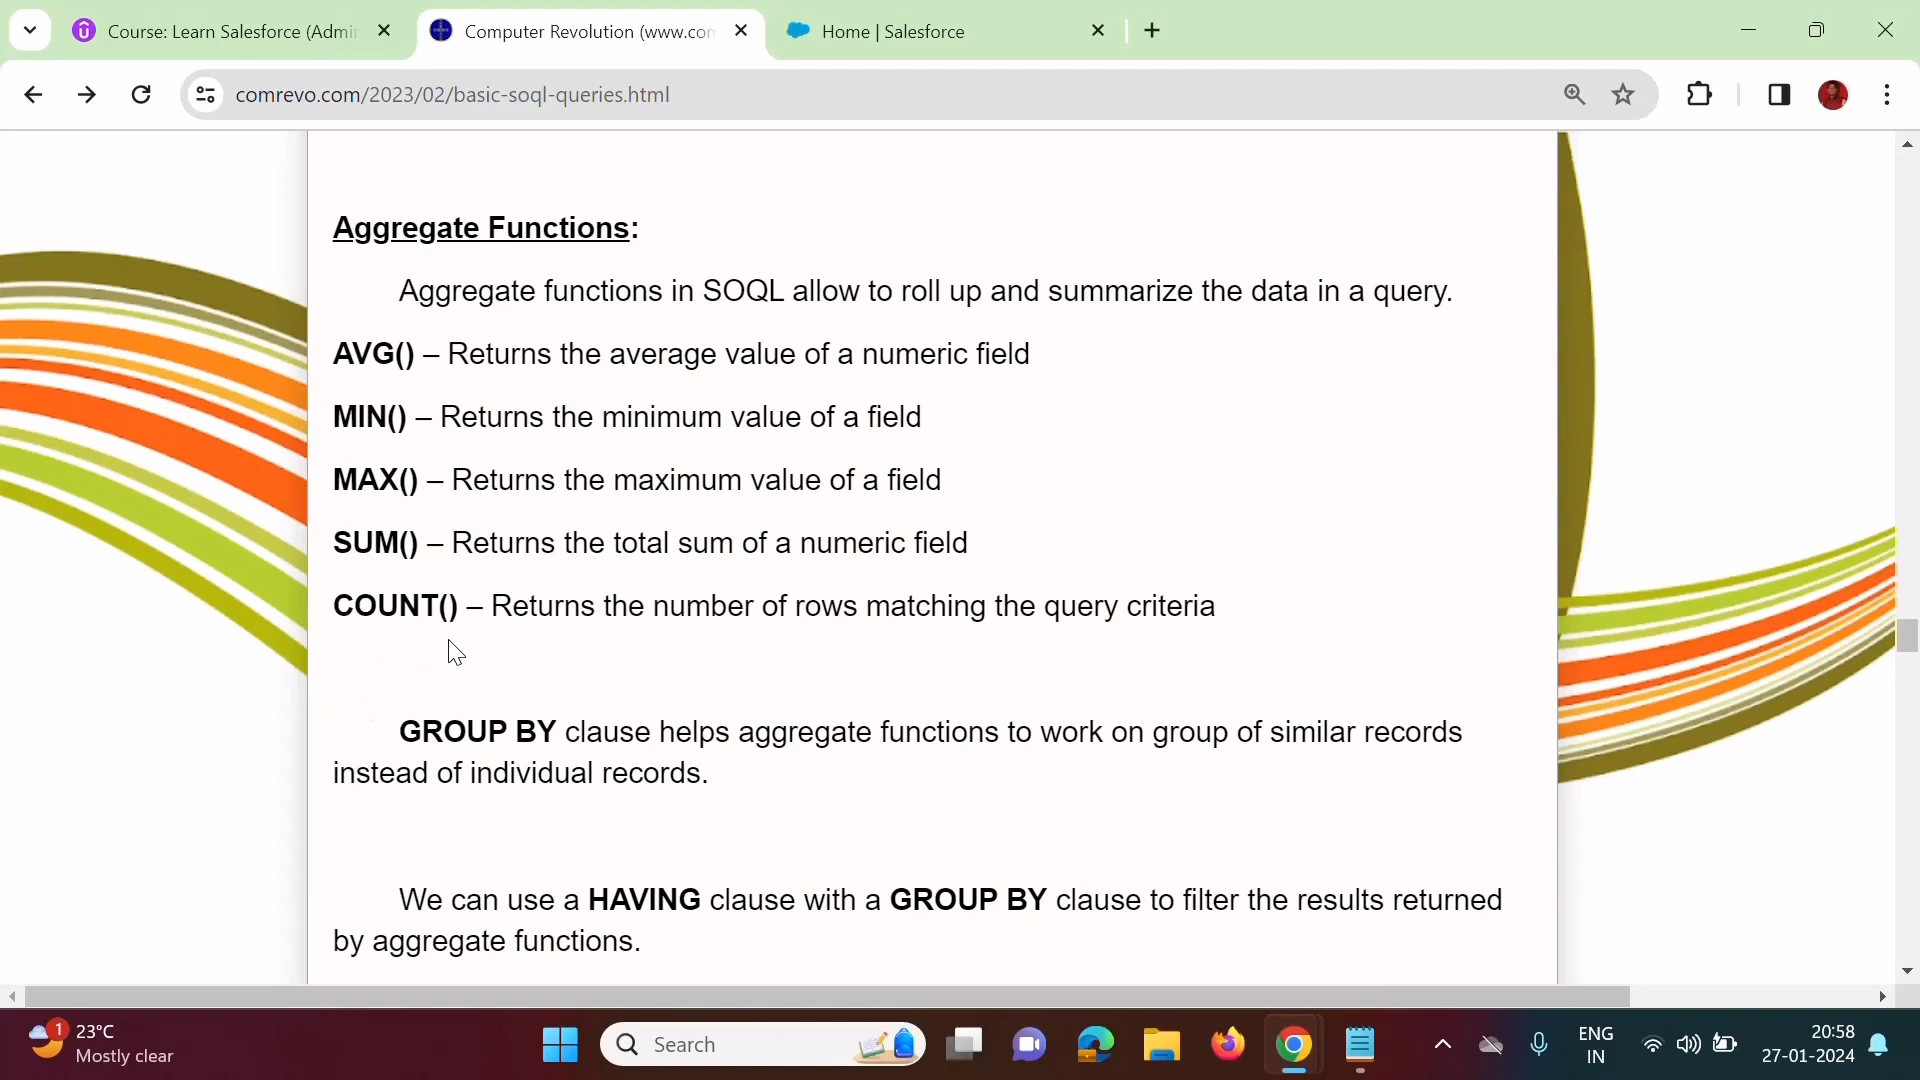 Course: Learn Salesforce (Admi
Computer Revolution (www.con
Home | Salesforce
comrevo.com/2023/02/basic-soql-queries.html
Aggregate Functions:
Aggregate functions in SOQL allow to roll up and summarize the data in a query.
AVG() – Returns the average value of a numeric field
MIN() – Returns the minimum value of a field
MAX() – Returns the maximum value of a field
SUM() – Returns the total sum of a numeric field
COUNT() – Returns the number of rows matching the query criteria
GROUP BY clause helps aggregate functions to work on group of similar records
instead of individual records.
We can use a HAVING clause with a GROUP BY clause to filter the results returned
by aggregate functions.
1
23°C
Mostly clear
Search
ENG
IN
20:58
27-01-2024